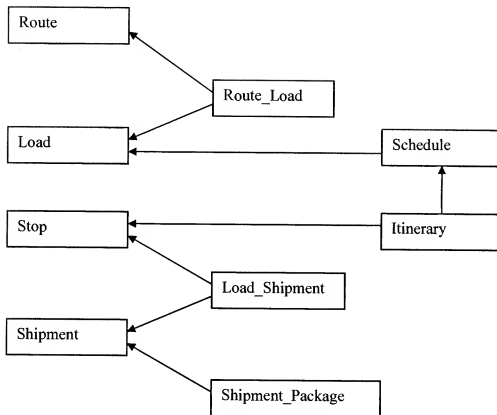 Route
Route_Load
Load
Schedule
Stop
Itinerary
Load_Shipment
Shipment
Shipment_Package